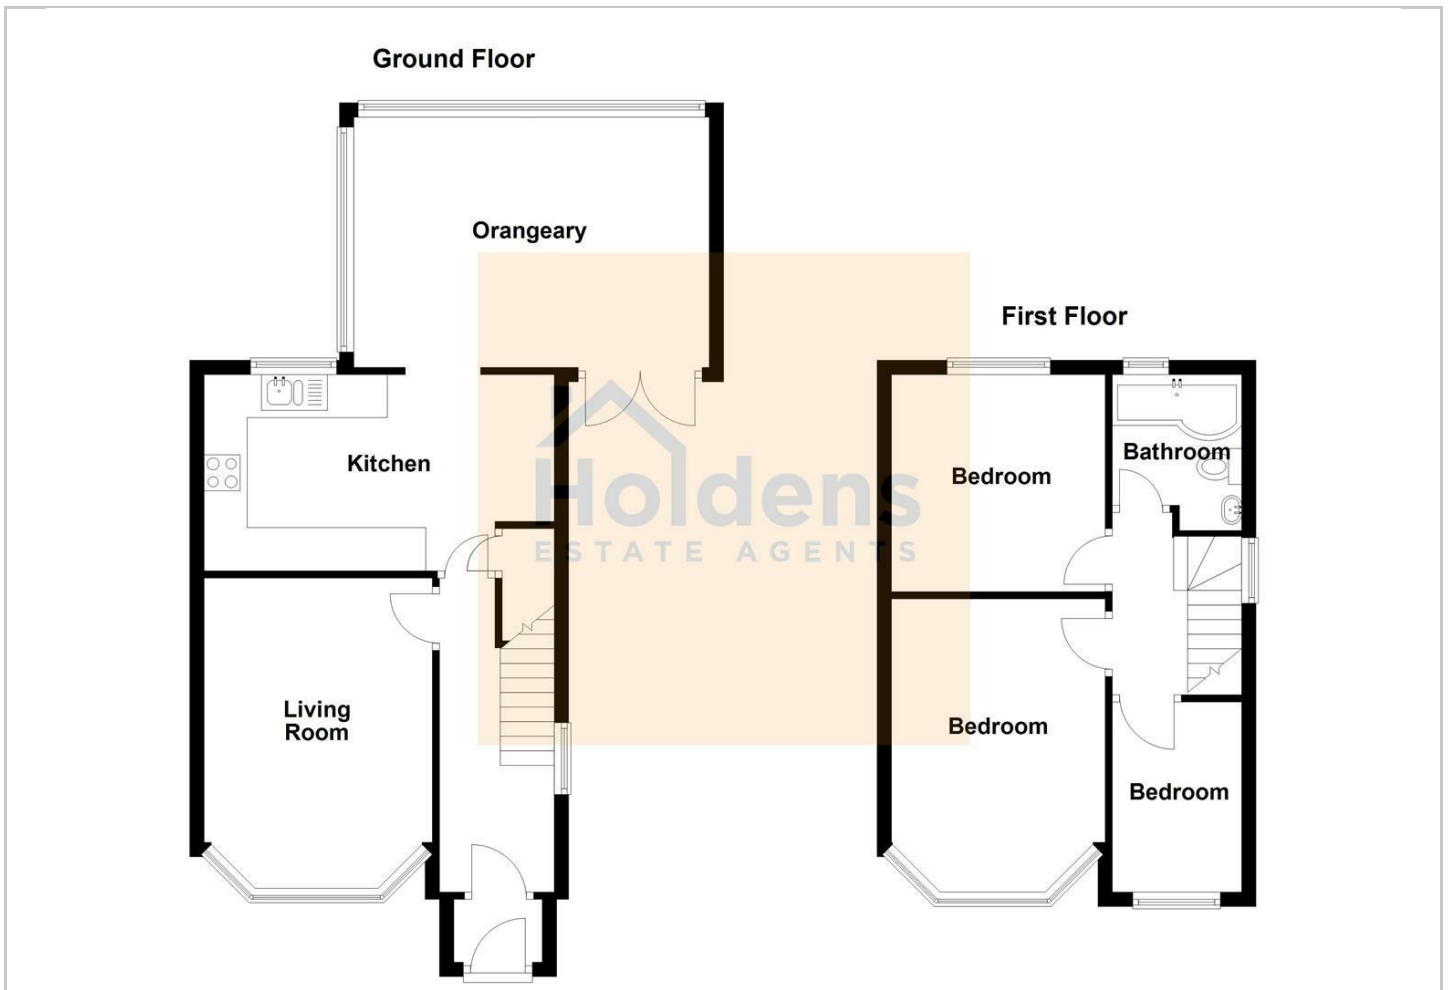 Ground Floor
Orangeary
Kitchen
Living
Room
Holdens
ESTATE AGENTS
First Floor
Bedroom
Bathroom
Bedroom
Bedroom